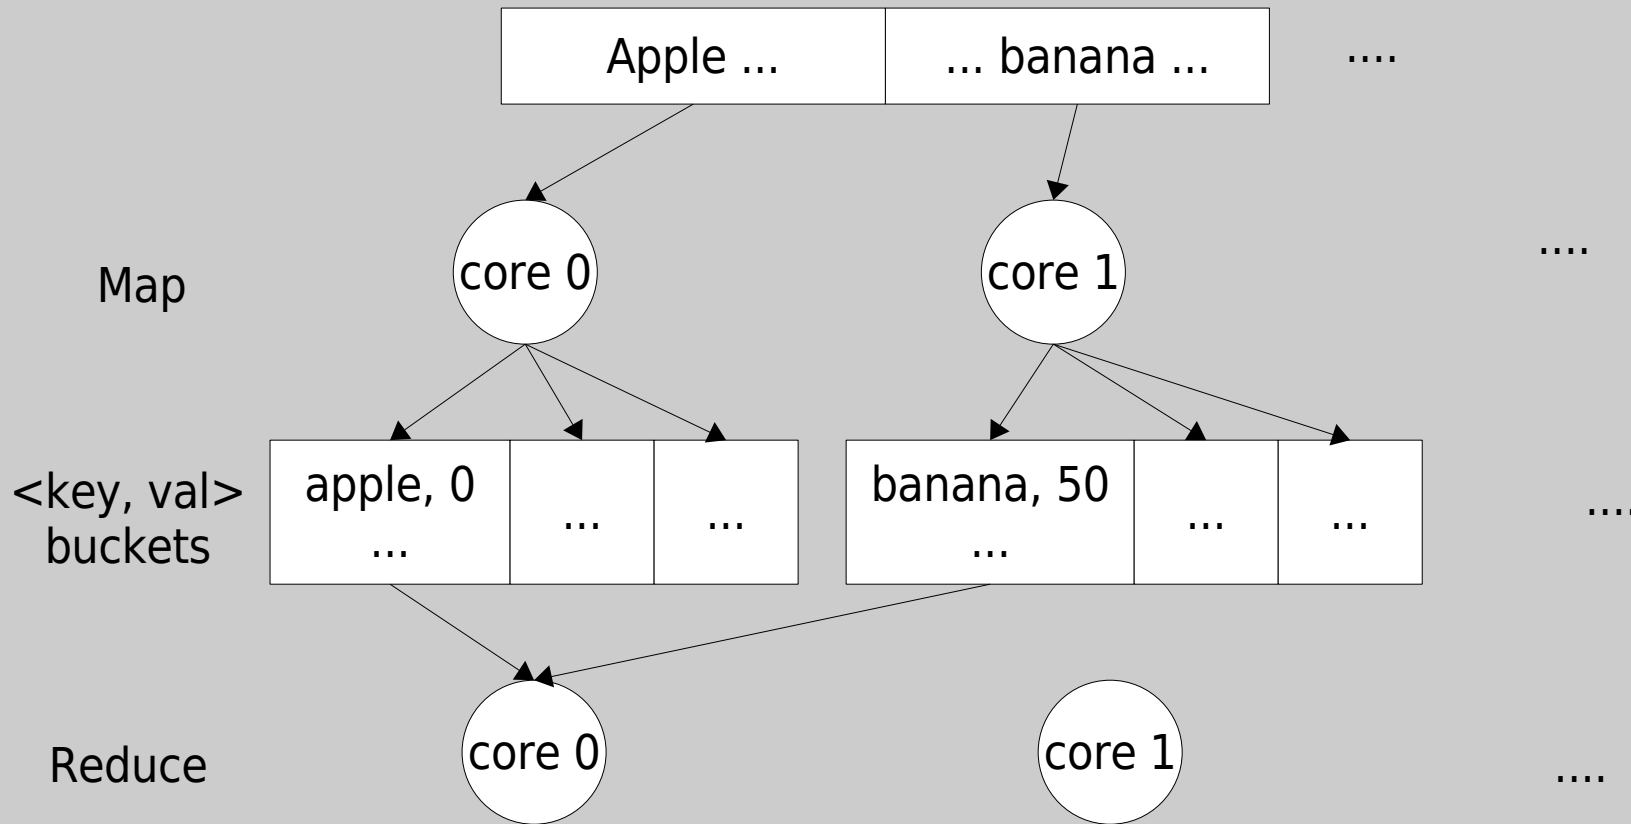 Apple ...
... banana ...
....
Map
core 0
core 1
....
<key, val>
buckets
apple, 0
...
...
...
banana, 50
...
...
...
....
Reduce
core 0
core 1
....